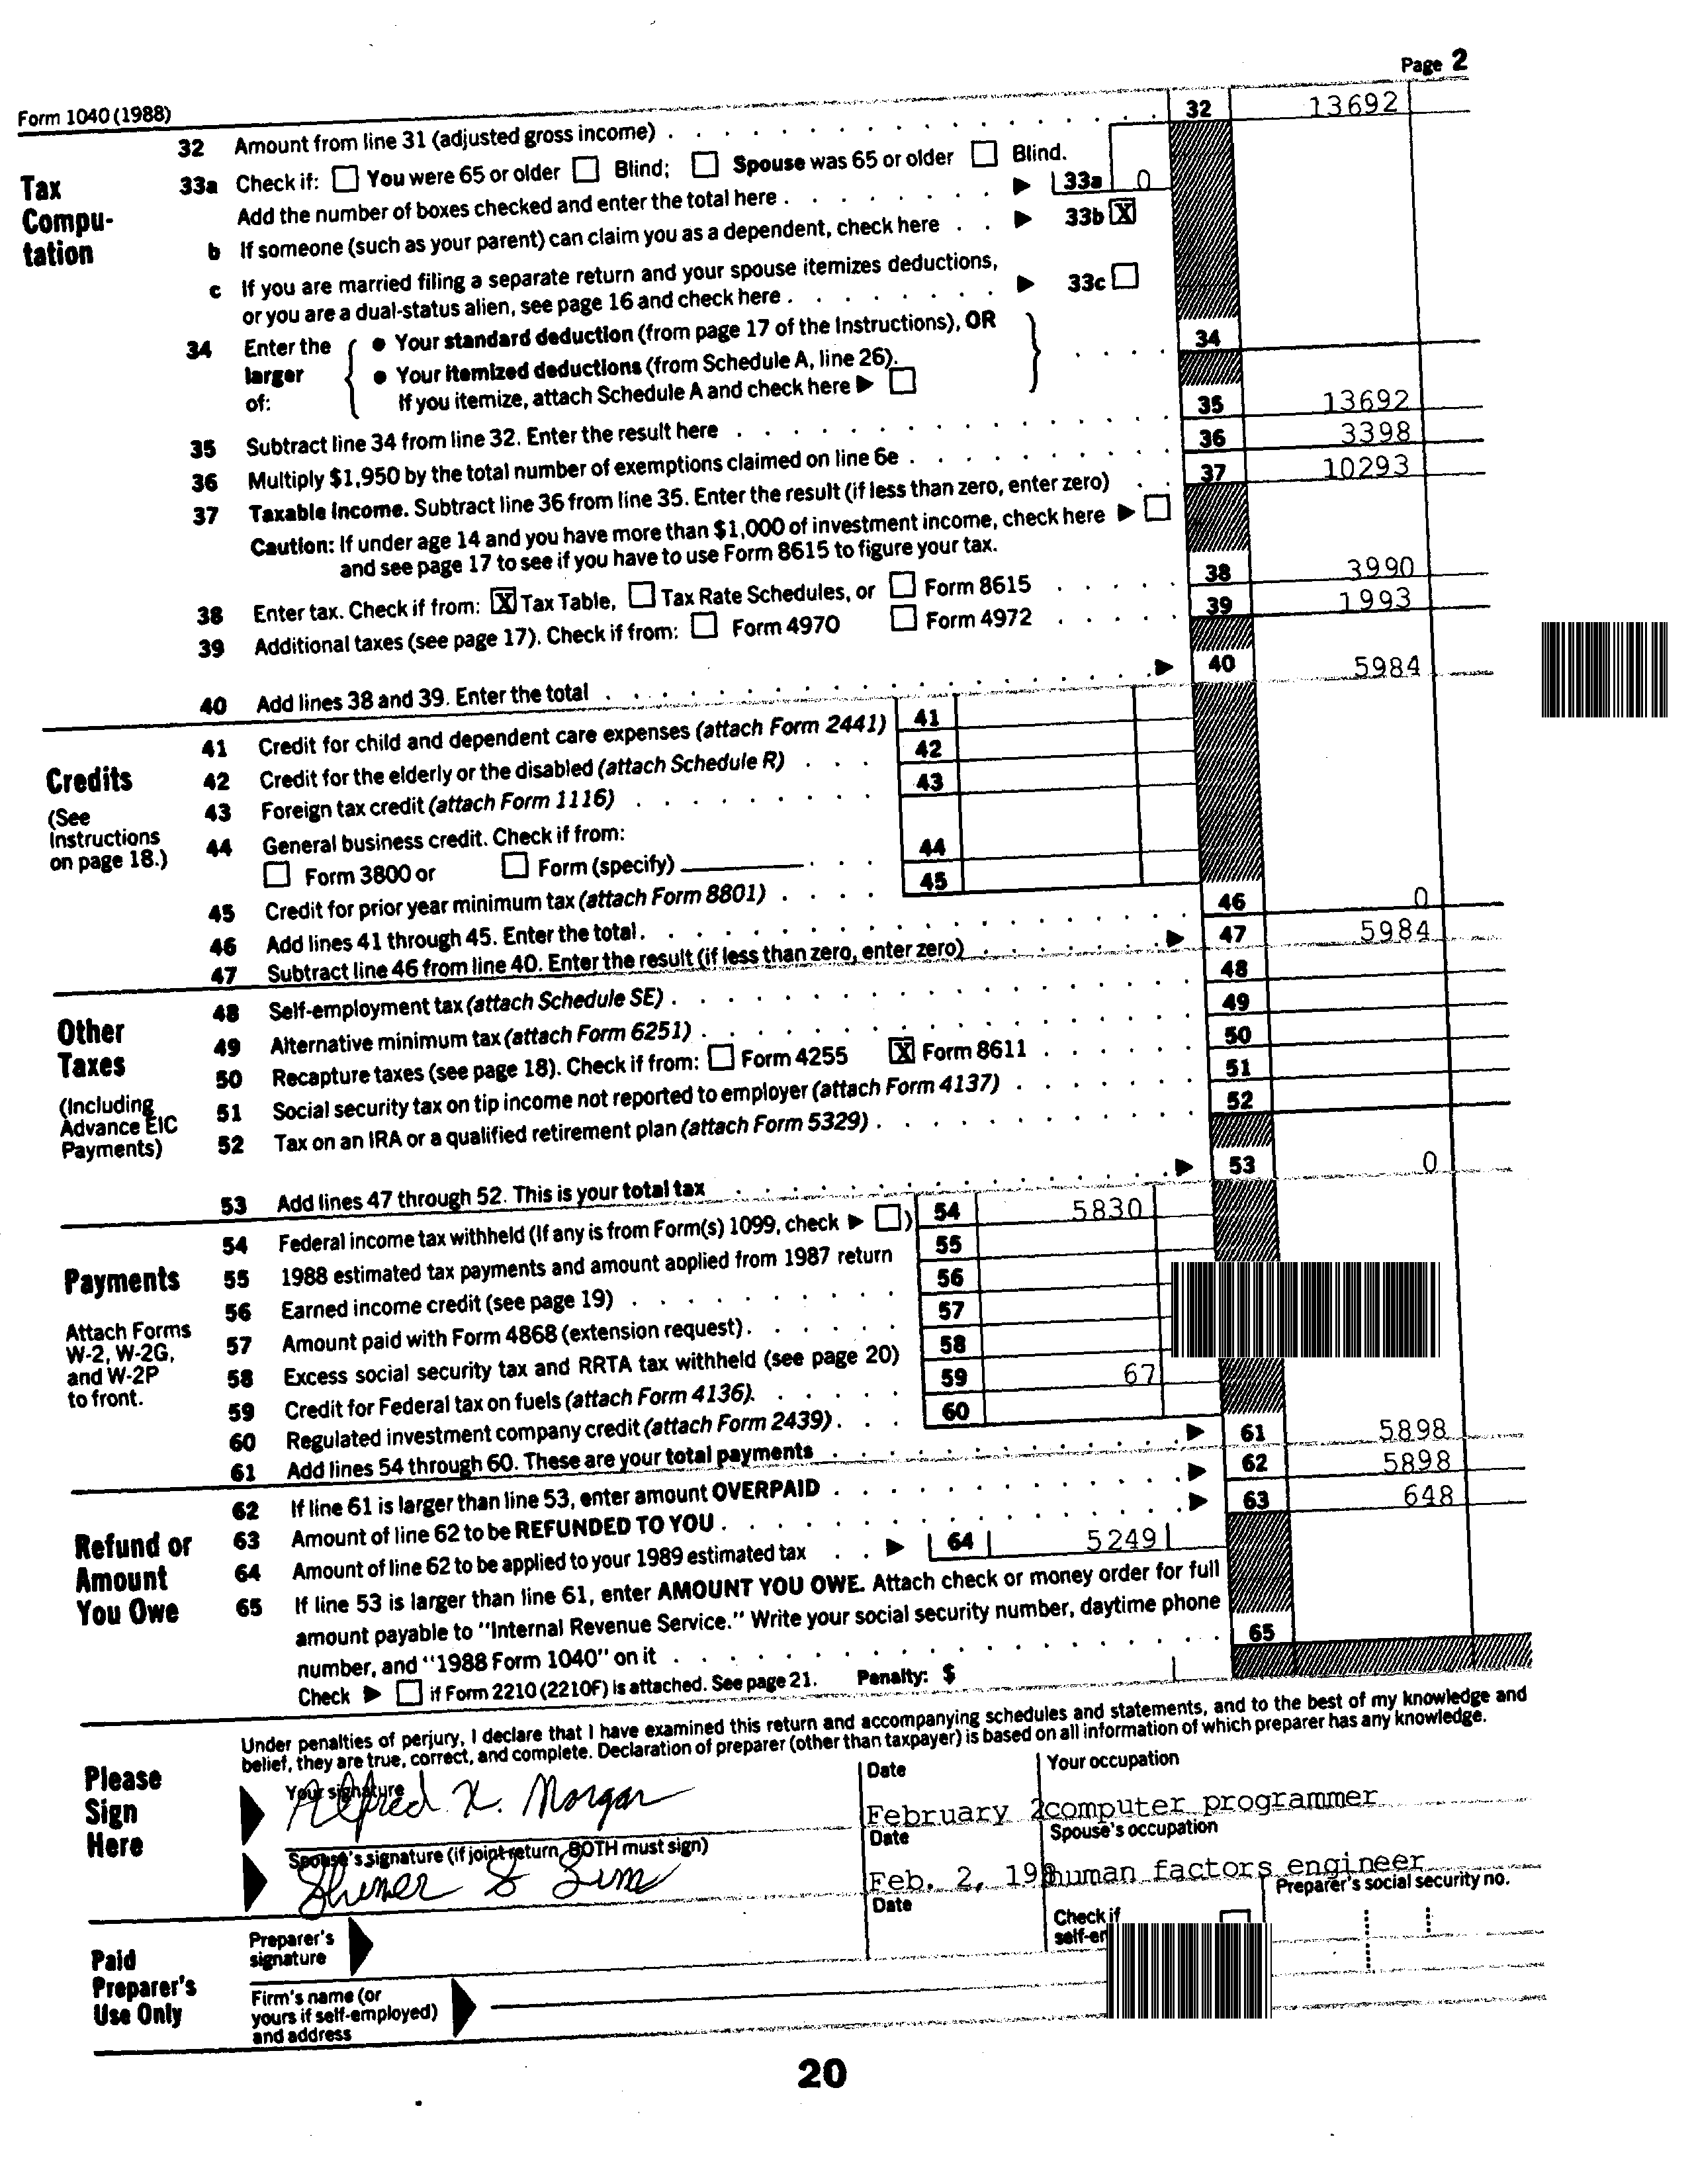 Page 2
Form 1040 (1988)
32 Amount from line 31 (adjusted gross income) 32 13692
Tax Compu-tation
33a Check if: You were 65 or older Blind; Spouse was 65 or older Blind.
Add the number of boxes checked and enter the total here 33a 0
b If someone (such as your parent) can claim you as a dependent, check here 33b X
c If you are married filing a separate return and your spouse itemizes deductions,
or you are a dual-status alien, see page 16 and check here 33c
34 Enter the larger of: • Your standard deduction (from page 17 of the Instructions), OR 34
• Your itemized deductions (from Schedule A, line 26).
If you itemize, attach Schedule A and check here
35 Subtract line 34 from line 32. Enter the result here 35 13692
36 Multiply $1,950 by the total number of exemptions claimed on line 6e 36 3398
37 Taxable income. Subtract line 36 from line 35. Enter the result (if less than zero, enter zero) 37 10293
Caution: If under age 14 and you have more than $1,000 of investment income, check here
and see page 17 to see if you have to use Form 8615 to figure your tax.
38 Enter tax. Check if from: X Tax Table, Tax Rate Schedules, or Form 8615 38 3990
39 Additional taxes (see page 17). Check if from: Form 4970 Form 4972 39 1993
40 Add lines 38 and 39. Enter the total 40 5984
Credits
(See Instructions on page 18.)
41 Credit for child and dependent care expenses (attach Form 2441) 41
42 Credit for the elderly or the disabled (attach Schedule R) 42
43 Foreign tax credit (attach Form 1116) 43
44 General business credit. Check if from:
Form 3800 or Form (specify) 44
45 Credit for prior year minimum tax (attach Form 8801) 45
46 Add lines 41 through 45. Enter the total. 46 0
47 Subtract line 46 from line 40. Enter the result (if less than zero, enter zero) 47 5984
Other Taxes
(Including Advance EIC Payments)
48 Self-employment tax (attach Schedule SE) 48
49 Alternative minimum tax (attach Form 6251) 49
50 Recapture taxes (see page 18). Check if from: Form 4255 X Form 8611 50
51 Social security tax on tip income not reported to employer (attach Form 4137) 51
52 Tax on an IRA or a qualified retirement plan (attach Form 5329) 52
53 Add lines 47 through 52. This is your total tax 53 0
Payments
Attach Forms W-2, W-2G, and W-2P to front.
54 Federal income tax withheld (If any is from Form(s) 1099, check ) 54 5830
55 1988 estimated tax payments and amount applied from 1987 return 55
56 Earned income credit (see page 19) 56
57 Amount paid with Form 4868 (extension request). 57
58 Excess social security tax and RRTA tax withheld (see page 20) 58
59 Credit for Federal tax on fuels (attach Form 4136). 59 67
60 Regulated investment company credit (attach Form 2439) 60
61 Add lines 54 through 60. These are your total payments 61 5898
Refund or Amount You Owe
62 If line 61 is larger than line 53, enter amount OVERPAID 62 5898
63 Amount of line 62 to be REFUNDED TO YOU 63 648
64 Amount of line 62 to be applied to your 1989 estimated tax 64 5249
65 If line 53 is larger than line 61, enter AMOUNT YOU OWE. Attach check or money order for full
amount payable to "Internal Revenue Service." Write your social security number, daytime phone
number, and "1988 Form 1040" on it 65
Check if Form 2210 (2210F) is attached. See page 21. Penalty: $
Please Sign Here
Under penalties of perjury, I declare that I have examined this return and accompanying schedules and statements, and to the best of my knowledge and
belief, they are true, correct, and complete. Declaration of preparer (other than taxpayer) is based on all information of which preparer has any knowledge.
Your signature Date Your occupation
Alfred X. Morgan February 2 computer programmer
Spouse's signature (if joint return, BOTH must sign) Date Spouse's occupation
Feb. 2, human factors engineer
Paid Preparer's Use Only
Preparer's signature Date Check if Preparer's social security no.
Firm's name (or
yours if self-employed)
and address
20